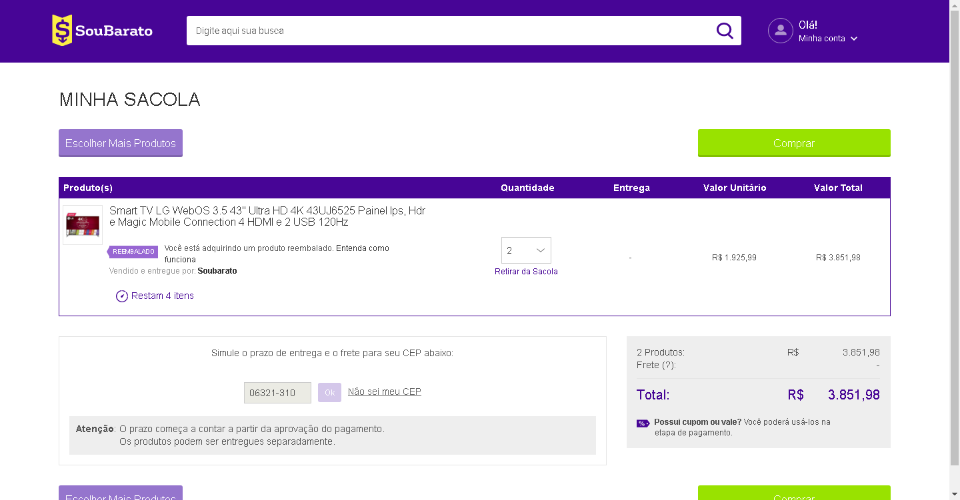 SouBarato
Digite aqui sua busca
Olá!
Minha conta
MINHA SACOLA
Escolher Mais Produtos
Comprar
Produto(s) Quantidade Entrega Valor Unitário Valor Total
Smart TV LG WebOS 3.5 43" Ultra HD 4K 43UJ6525 Painel Ips, Hdr
e Magic Mobile Connection 4 HDMI e 2 USB 120Hz
REEMBALADO Você está adquirindo um produto reembalado. Entenda como
funciona
Vendido e entregue por: Soubarato
2
Retirar da Sacola
-
R$ 1.925,99
R$ 3.851,98
Restam 4 itens
Simule o prazo de entrega e o frete para seu CEP abaixo:
06321-310 Ok Não sei meu CEP
Atenção. O prazo começa a contar a partir da aprovação do pagamento.
Os produtos podem ser entregues separadamente.
2 Produtos: R$ 3.851,98
Frete (?): -
Total: R$ 3.851,98
% Possui cupom ou vale? Você poderá usá-los na
etapa de pagamento.
Escolher Mais Produtos
Comprar